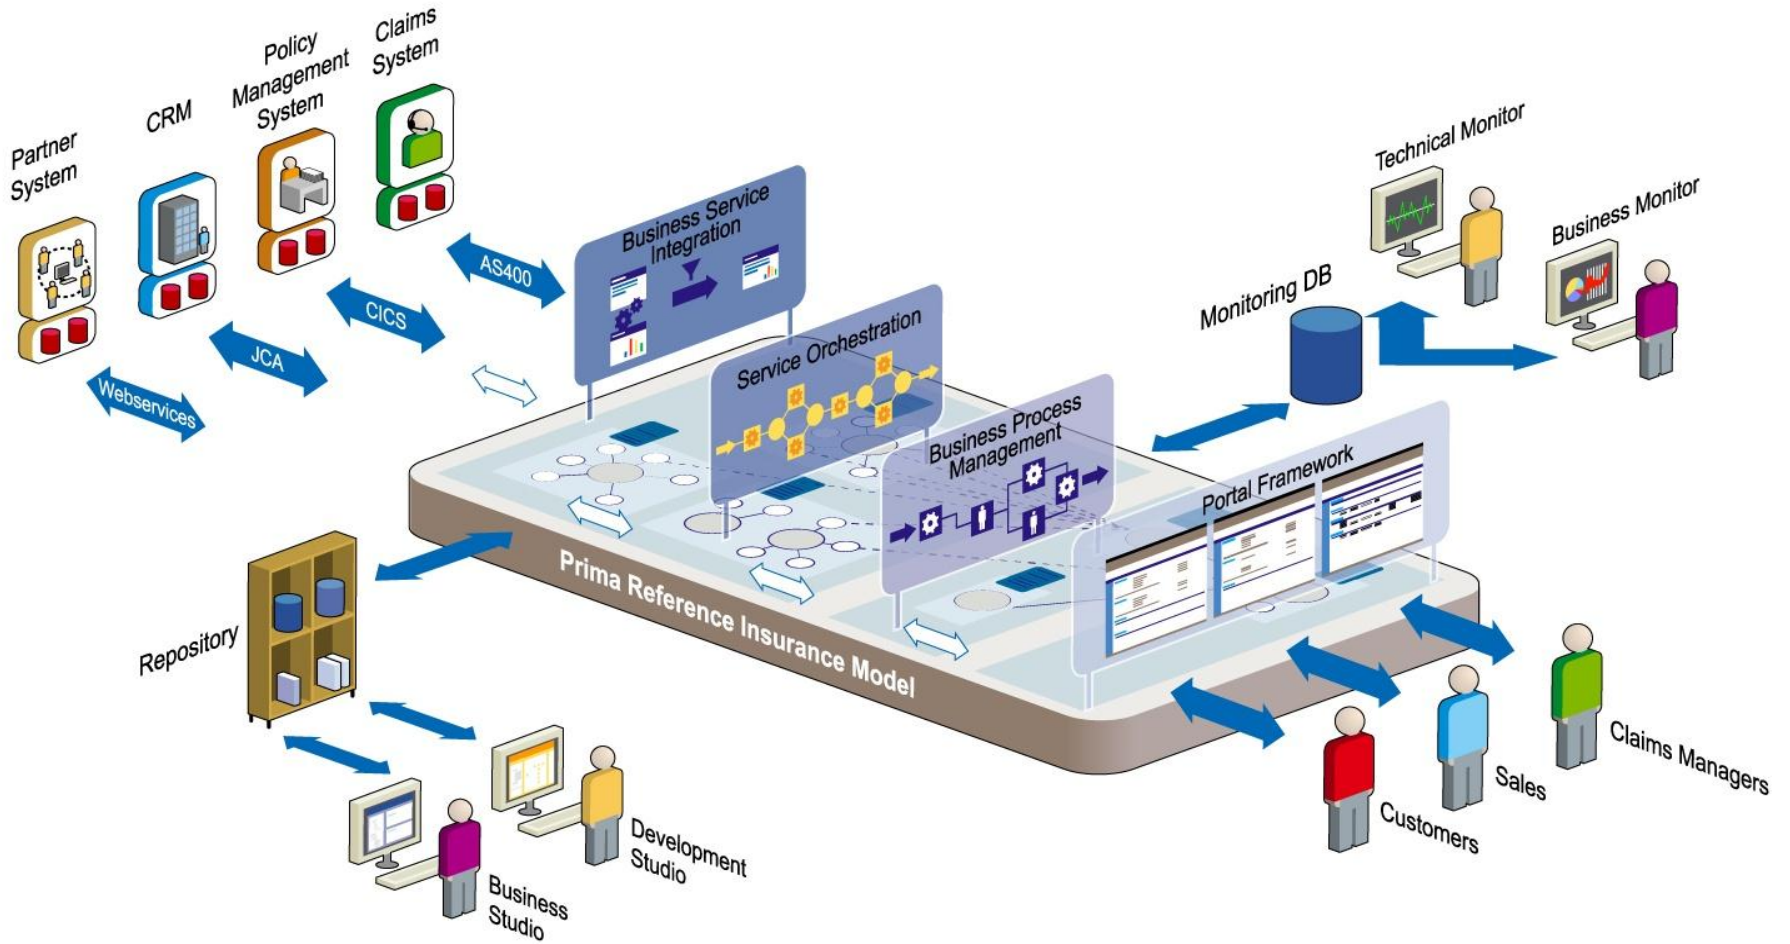 Partner
System
CRM
Policy
Management
System
Claims
System
Webservices
JCA
CICS
AS400
Business Service
Integration
Service Orchestration
Business Process
Management
Portal Framework
Prima Reference Insurance Model
Monitoring DB
Technical Monitor
Business Monitor
Repository
Business
Studio
Development
Studio
Customers
Sales
Claims Managers